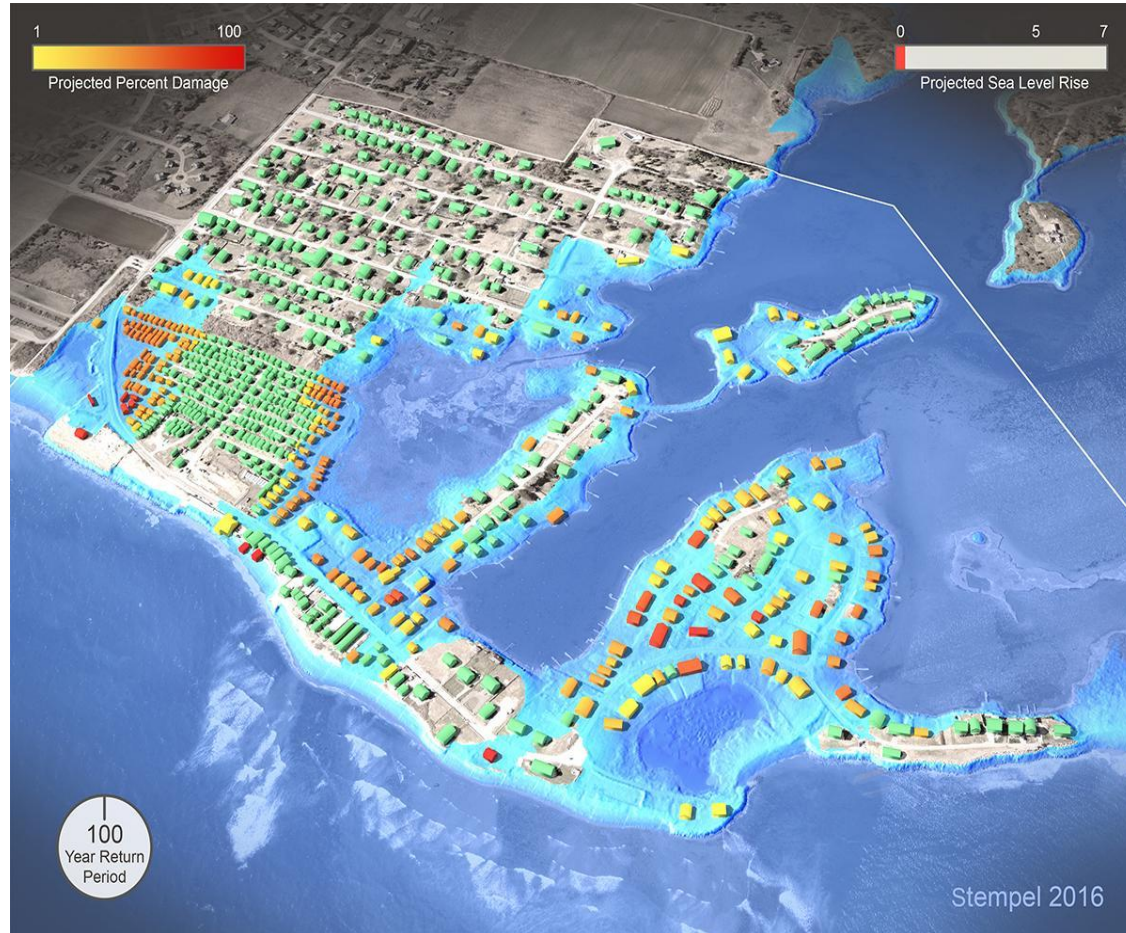 1 100
Projected Percent Damage
0 5 7
Projected Sea Level Rise
100
Year Return
Period
Stempel 2016